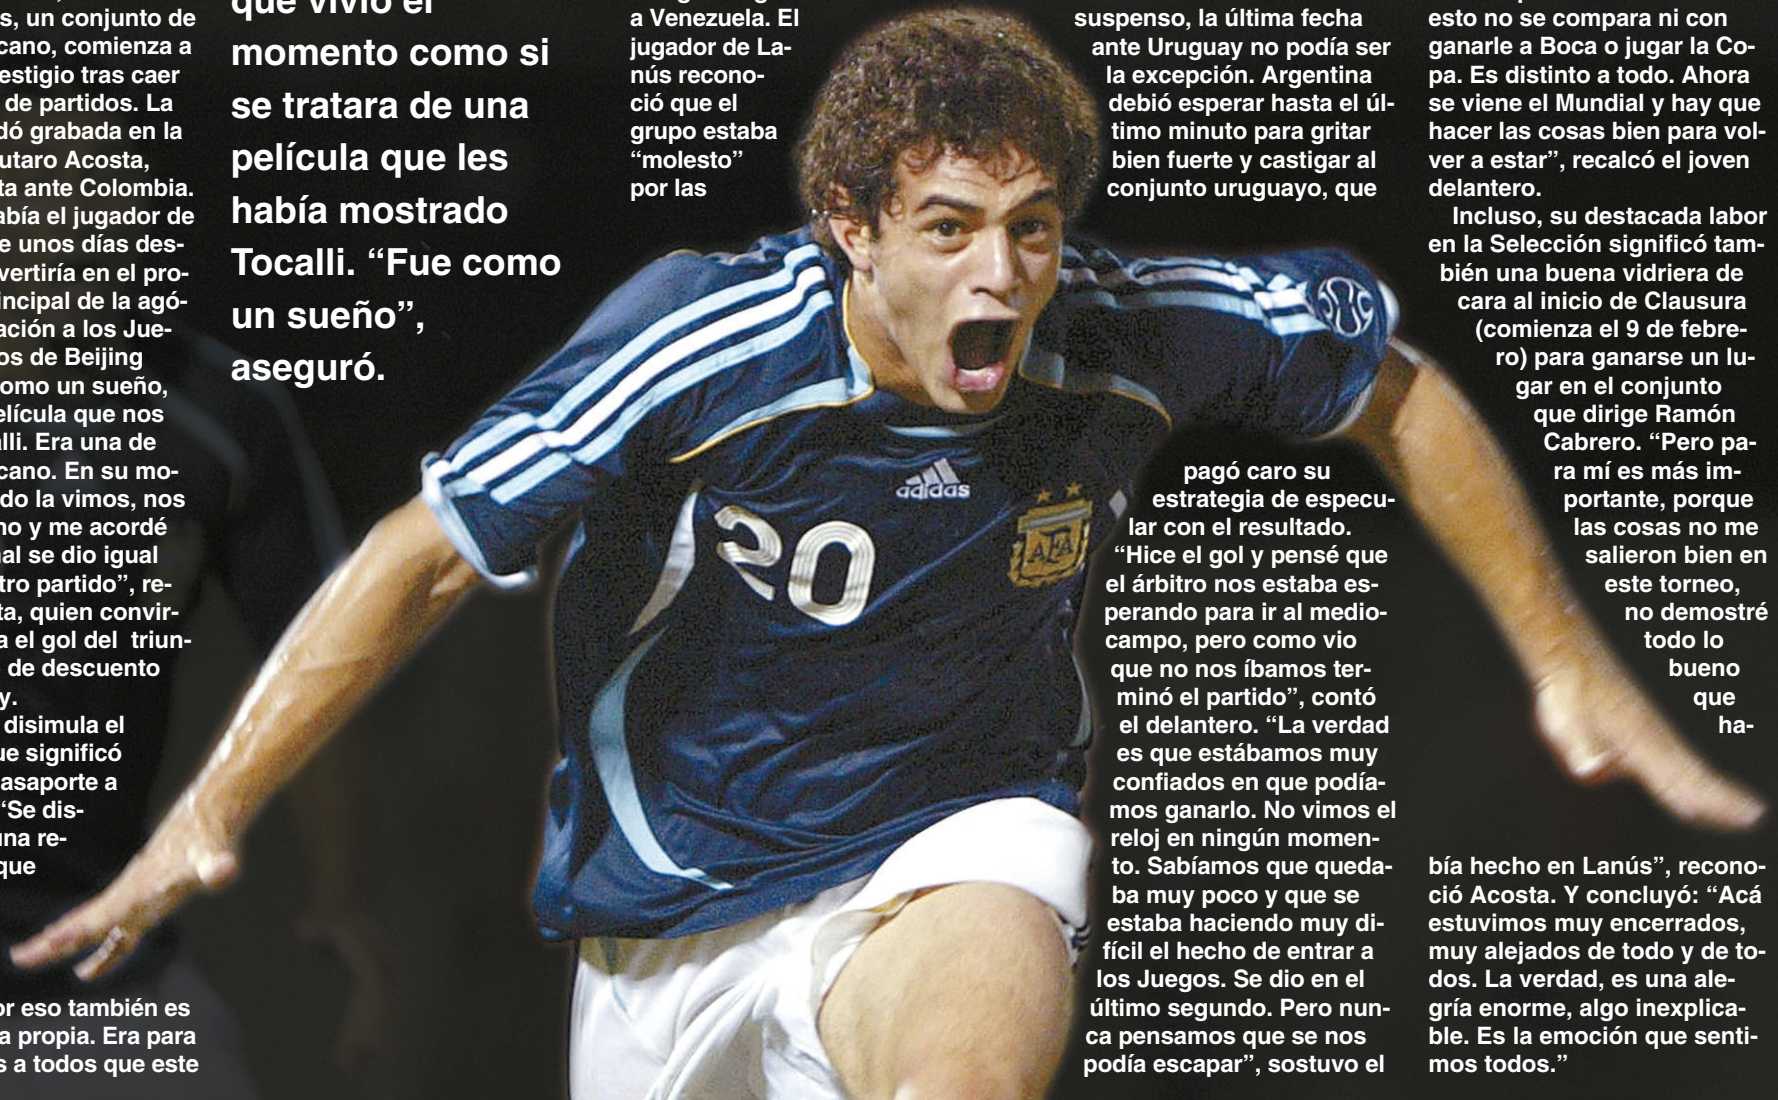 s, un conjunto de
cano, comienza a
estigio tras caer
de partidos. La
dó grabada en la
utaro Acosta,
ta ante Colombia.
abía el jugador de
e unos días des-
vertiría en el pro-
incipal de la agó-
ación a los Jue-
os de Beijing
omo un sueño,
elícula que nos
alli. Era una de
cano. En su mo-
do la vimos, nos
no y me acordé
nal se dio igual
tro partido”, re-
ta, quien convir-
a el gol del triun-
de descuento
y.
disimula el
ue significó
asaporte a
“Se dis-
una re-
que
or eso también es
a propia. Era para
s a todos que este
que vivió el
momento como si
se tratara de una
película que les
había mostrado
Tocalli. “Fue como
un sueño”,
aseguró.
a Venezuela. El
jugador de La-
nús recono-
ció que el
grupo estaba
“molesto”
por las
adidas
20
AFA
suspenso, la última fecha
ante Uruguay no podía ser
la excepción. Argentina
debió esperar hasta el úl-
timo minuto para gritar
bien fuerte y castigar al
conjunto uruguayo, que
pagó caro su
estrategia de especu-
lar con el resultado.
“Hice el gol y pensé que
el árbitro nos estaba es-
perando para ir al medio-
campo, pero como vio
que no nos íbamos ter-
minó el partido”, contó
el delantero. “La verdad
es que estábamos muy
confiados en que podía-
mos ganarlo. No vimos el
reloj en ningún momen-
to. Sabíamos que queda-
ba muy poco y que se
estaba haciendo muy di-
fícil el hecho de entrar a
los Juegos. Se dio en el
último segundo. Pero nun-
ca pensamos que se nos
podía escapar”, sostuvo el
esto no se compara ni con
ganarle a Boca o jugar la Co-
pa. Es distinto a todo. Ahora
se viene el Mundial y hay que
hacer las cosas bien para vol-
ver a estar”, recalcó el joven
delantero.
Incluso, su destacada labor
en la Selección significó tam-
bién una buena vidriera de
cara al inicio de Clausura
(comienza el 9 de febre-
ro) para ganarse un lu-
gar en el conjunto
que dirige Ramón
Cabrero. “Pero pa-
ra mí es más im-
portante, porque
las cosas no me
salieron bien en
este torneo,
no demostré
todo lo
bueno
que
ha-
bía hecho en Lanús”, recono-
ció Acosta. Y concluyó: “Acá
estuvimos muy encerrados,
muy alejados de todo y de to-
dos. La verdad, es una ale-
gría enorme, algo inexplica-
ble. Es la emoción que senti-
mos todos.”